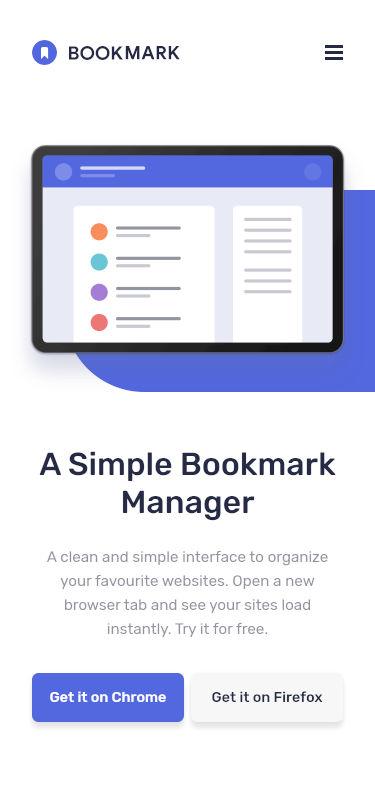 BOOKMARK
A Simple Bookmark
Manager
A clean and simple interface to organize
your favourite websites. Open a new
browser tab and see your sites load
instantly. Try it for free.
Get it on Chrome
Get it on Firefox